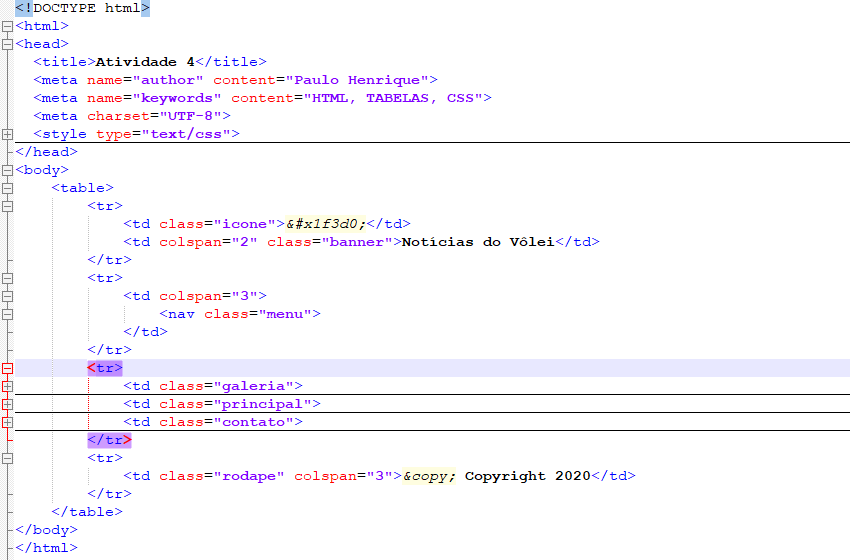 <!DOCTYPE html>
<html>
<head>
<title>Atividade 4</title>
<meta name="author" content="Paulo Henrique">
<meta name="keywords" content="HTML, TABELAS, CSS">
<meta charset="UTF-8">
<style type="text/css">
</head>
<body>
<table>
<tr>
<td class="icone">&#x1f3d0;</td>
<td colspan="2" class="banner">Notícias do Vôlei</td>
</tr>
<tr>
<td colspan="3">
<nav class="menu">
</td>
</tr>
<tr>
<td class="galeria">
<td class="principal">
<td class="contato">
</tr>
<tr>
<td class="rodape" colspan="3">&copy; Copyright 2020</td>
</tr>
</table>
</body>
</html>